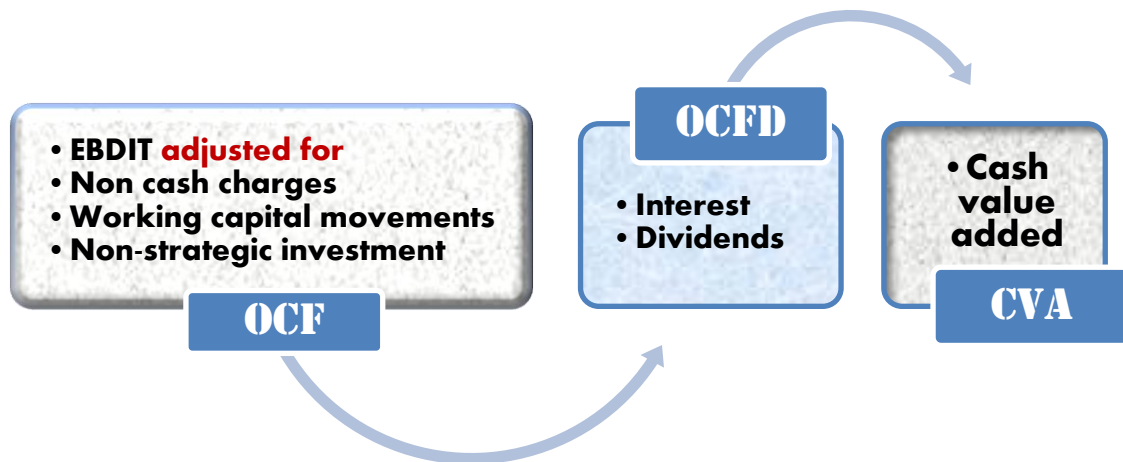 • EBDIT adjusted for
• Non cash charges
• Working capital movements
• Non-strategic investment
OCF
OCFD
• Interest
• Dividends
• Cash
value
added
CVA